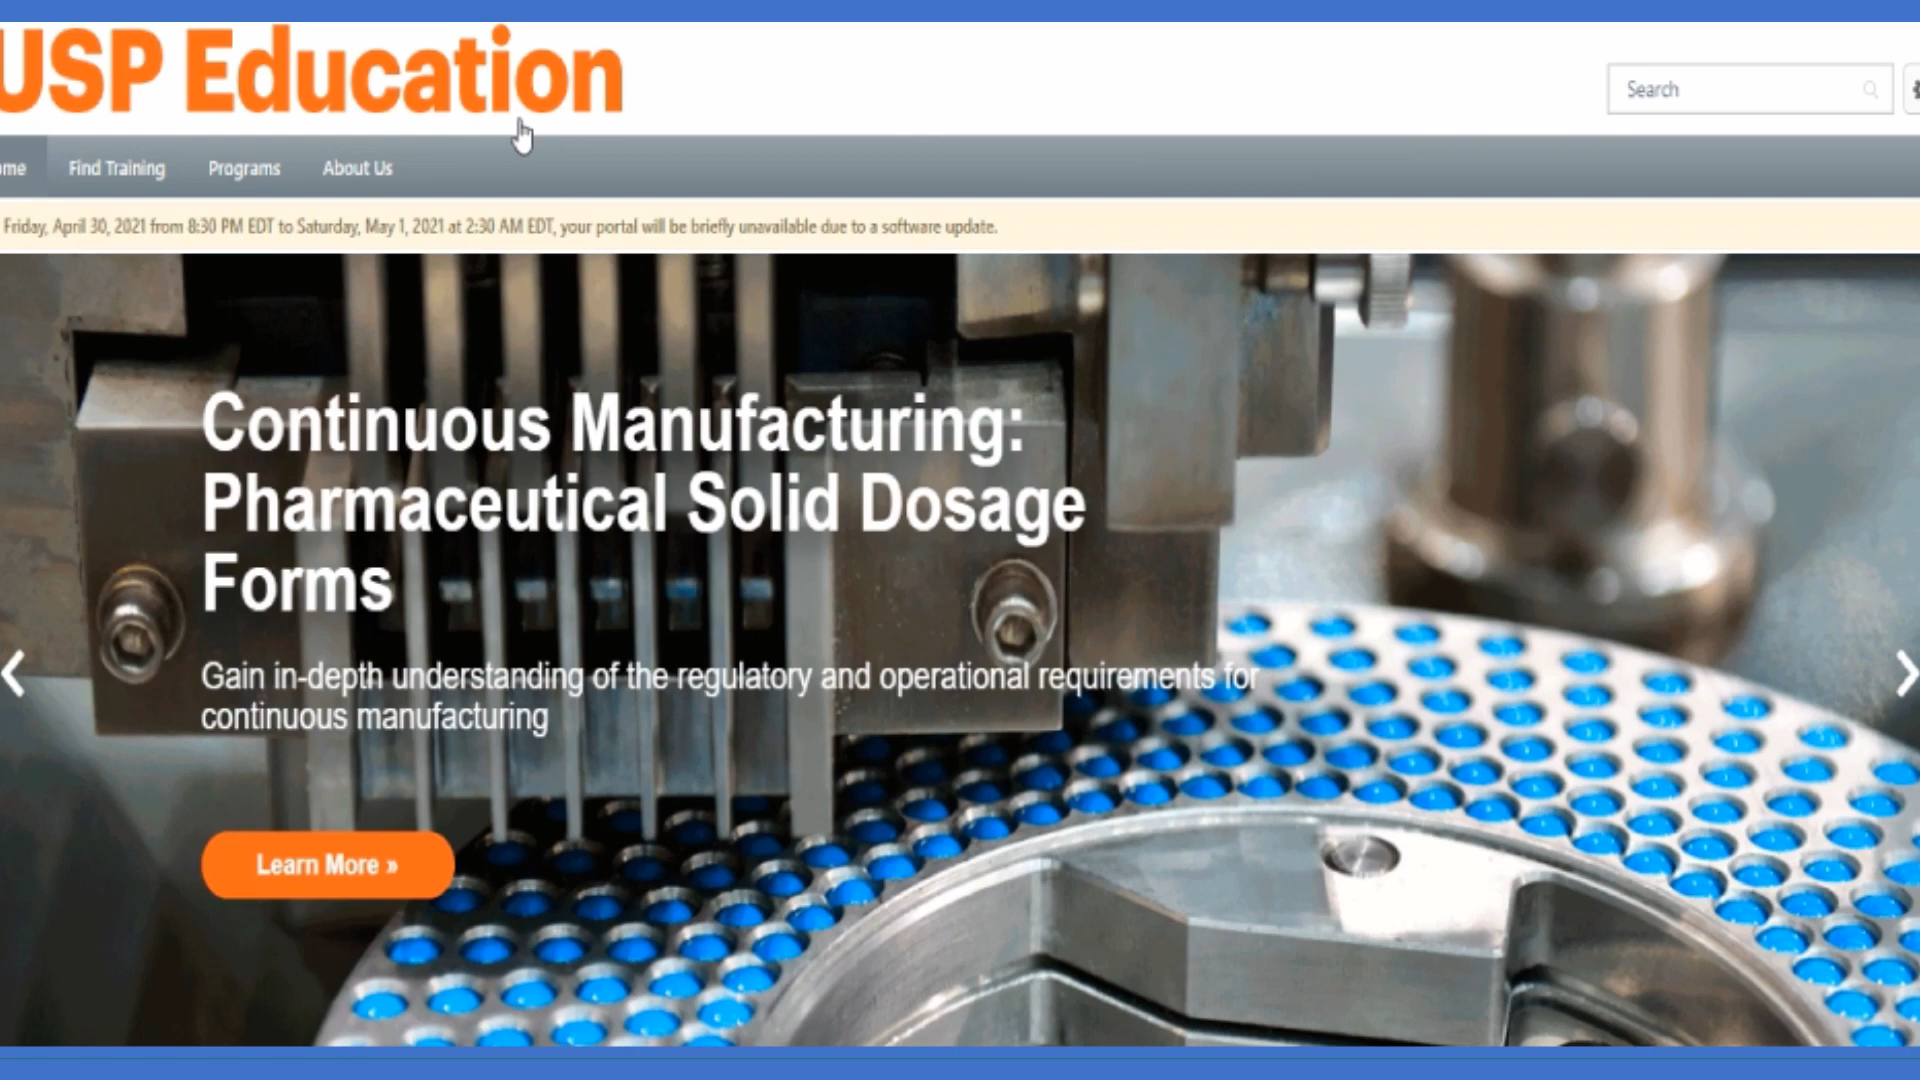 USP Education
Search
Find Training Programs About Us
Friday, April 30, 2021 from 8:30 PM EDT to Saturday, May 1, 2021 at 2:30 AM EDT, your portal will be briefly unavailable due to a software update.
Continuous Manufacturing:
Pharmaceutical Solid Dosage
Forms
Gain in-depth understanding of the regulatory and operational requirements for
continuous manufacturing
Learn More »